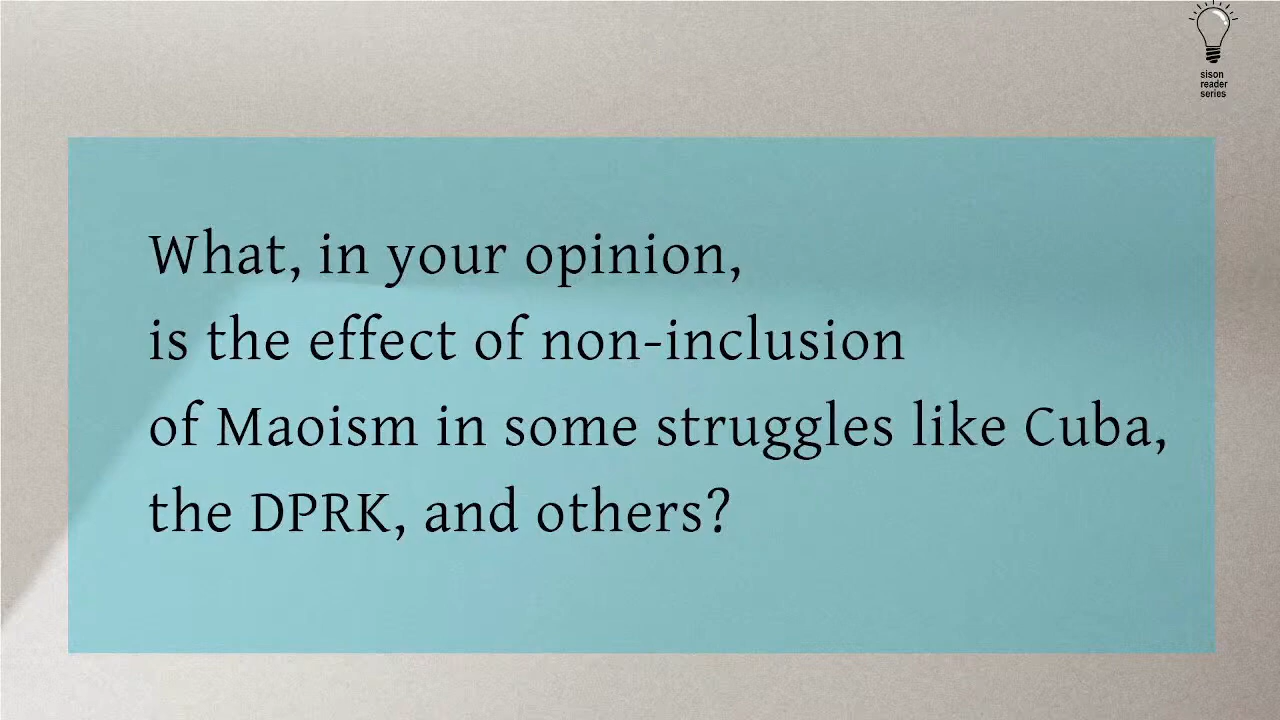 sison
reader
series
What, in your opinion,
is the effect of non-inclusion
of Maoism in some struggles like Cuba,
the DPRK, and others?